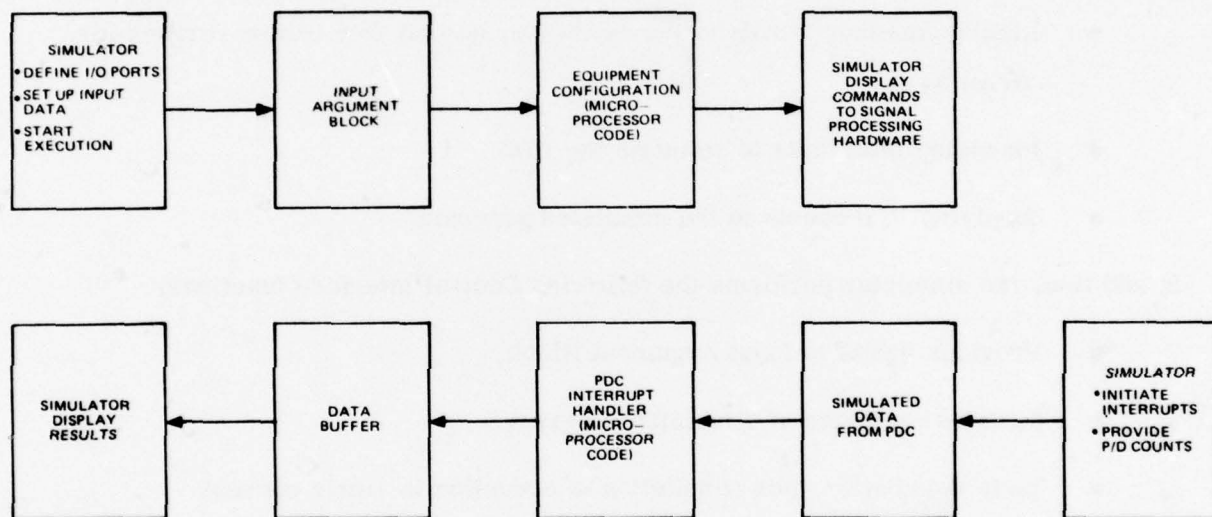 SIMULATOR
• DEFINE I/O PORTS
• SET UP INPUT
DATA
• START
EXECUTION
INPUT
ARGUMENT
BLOCK
EQUIPMENT
CONFIGURATION
(MICRO–
PROCESSOR
CODE)
SIMULATOR
DISPLAY
COMMANDS
TO SIGNAL
PROCESSING
HARDWARE
SIMULATOR
DISPLAY
RESULTS
DATA
BUFFER
PDC
INTERRUPT
HANDLER
(MICRO–
PROCESSOR
CODE)
SIMULATED
DATA
FROM PDC
SIMULATOR
• INITIATE
INTERRUPTS
• PROVIDE
P/D COUNTS